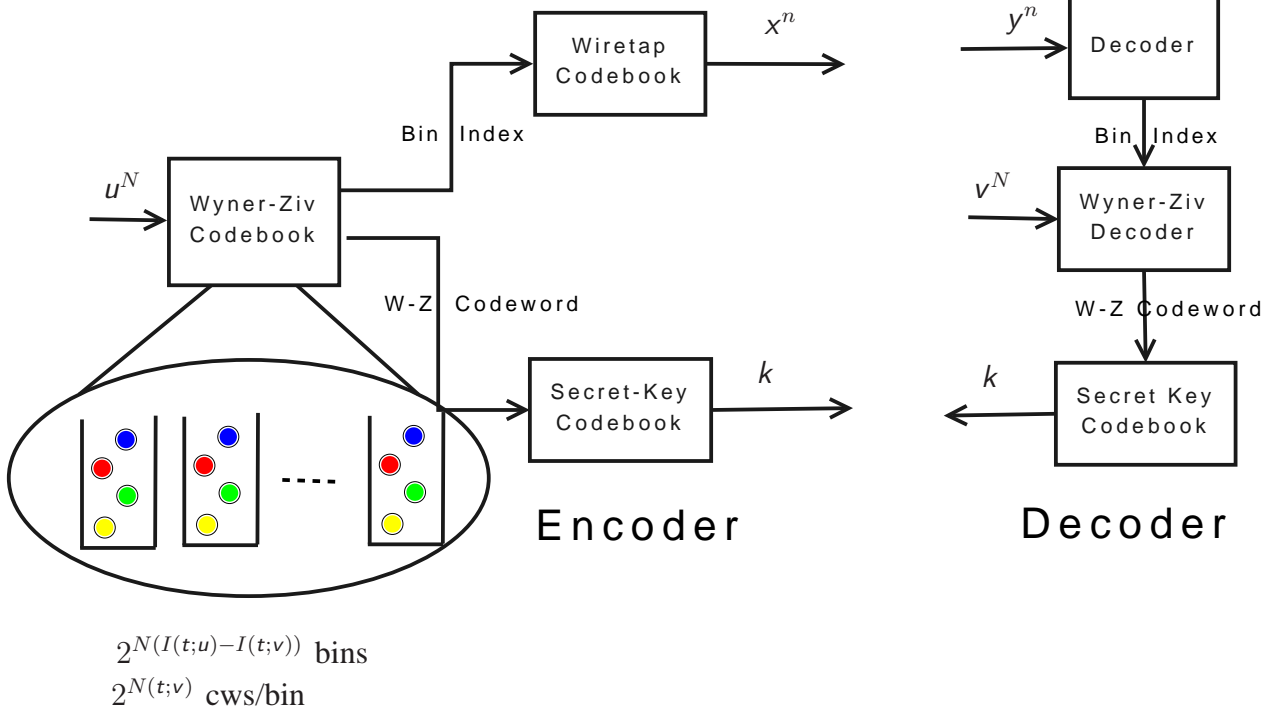 Wiretap
Codebook
x^n
Bin Index
u^N
Wyner-Ziv
Codebook
W-Z Codeword
Secret-Key
Codebook
k
Encoder
2^{N(I(t;u)−I(t;v))} bins
2^{N(t;v)} cws/bin
y^n
Decoder
Bin Index
v^N
Wyner-Ziv
Decoder
W-Z Codeword
k
Secret Key
Codebook
Decoder